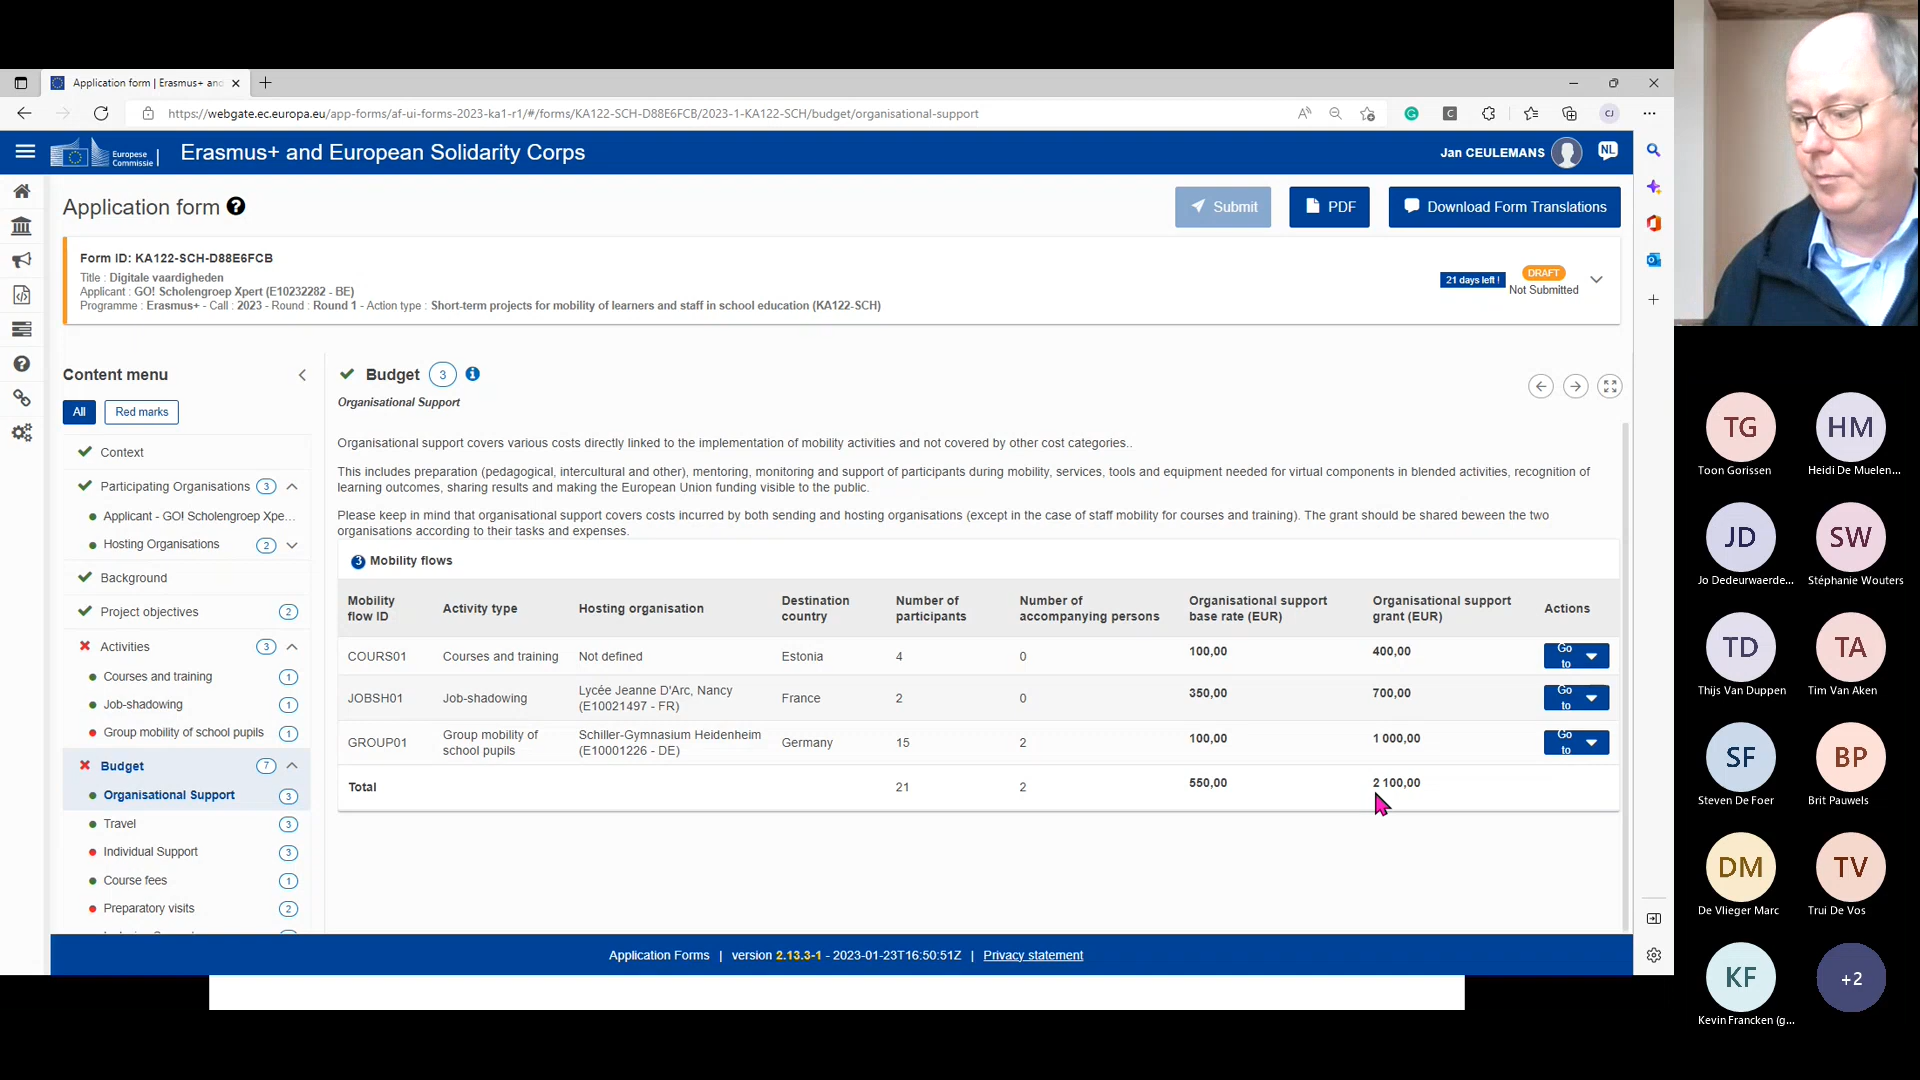 Application form | Erasmus+ and
https://webgate.ec.europa.eu/app-forms/af-ui-forms-2023-ka1-r1/#/forms/KA122-SCH-D88E6FCB/2023-1-KA122-SCH/budget/organisational-support
CJ
Europese
Commissie
Erasmus+ and European Solidarity Corps
Jan CEULEMANS
NL
Application form
Submit
PDF
Download Form Translations
Form ID: KA122-SCH-D88E6FCB
Title : Digitale vaardigheden
Applicant : GO! Scholengroep Xpert (E10232282 - BE)
Programme : Erasmus+ - Call : 2023 - Round : Round 1 - Action type : Short-term projects for mobility of learners and staff in school education (KA122-SCH)
21 days left !
DRAFT
Not Submitted
Content menu
All
Red marks
Context
Participating Organisations 3
Applicant - GO! Scholengroep Xpe...
Hosting Organisations 2
Background
Project objectives 2
Activities 3
Courses and training 1
Job-shadowing 1
Group mobility of school pupils 1
Budget 7
Organisational Support 3
Travel 3
Individual Support 3
Course fees 1
Preparatory visits 2
Budget 3
Organisational Support
Organisational support covers various costs directly linked to the implementation of mobility activities and not covered by other cost categories..
This includes preparation (pedagogical, intercultural and other), mentoring, monitoring and support of participants during mobility, services, tools and equipment needed for virtual components in blended activities, recognition of
learning outcomes, sharing results and making the European Union funding visible to the public.
Please keep in mind that organisational support covers costs incurred by both sending and hosting organisations (except in the case of staff mobility for courses and training). The grant should be shared beween the two
organisations according to their tasks and expenses.
3 Mobility flows
Mobility flow ID Activity type Hosting organisation Destination country Number of participants Number of accompanying persons Organisational support base rate (EUR) Organisational support grant (EUR) Actions
COURS01 Courses and training Not defined Estonia 4 0 100,00 400,00 Go to
JOBSH01 Job-shadowing Lycée Jeanne D'Arc, Nancy (E10021497 - FR) France 2 0 350,00 700,00 Go to
GROUP01 Group mobility of school pupils Schiller-Gymnasium Heidenheim (E10001226 - DE) Germany 15 2 100,00 1 000,00 Go to
Total 21 2 550,00 2 100,00
Application Forms | version 2.13.3-1 - 2023-01-23T16:50:51Z | Privacy statement
TG
Toon Gorissen
HM
Heidi De Muelen...
JD
Jo Dedeurwaerde...
SW
Stéphanie Wouters
TD
Thijs Van Duppen
TA
Tim Van Aken
SF
Steven De Foer
BP
Brit Pauwels
DM
De Vlieger Marc
TV
Trui De Vos
KF
Kevin Francken (g...
+2